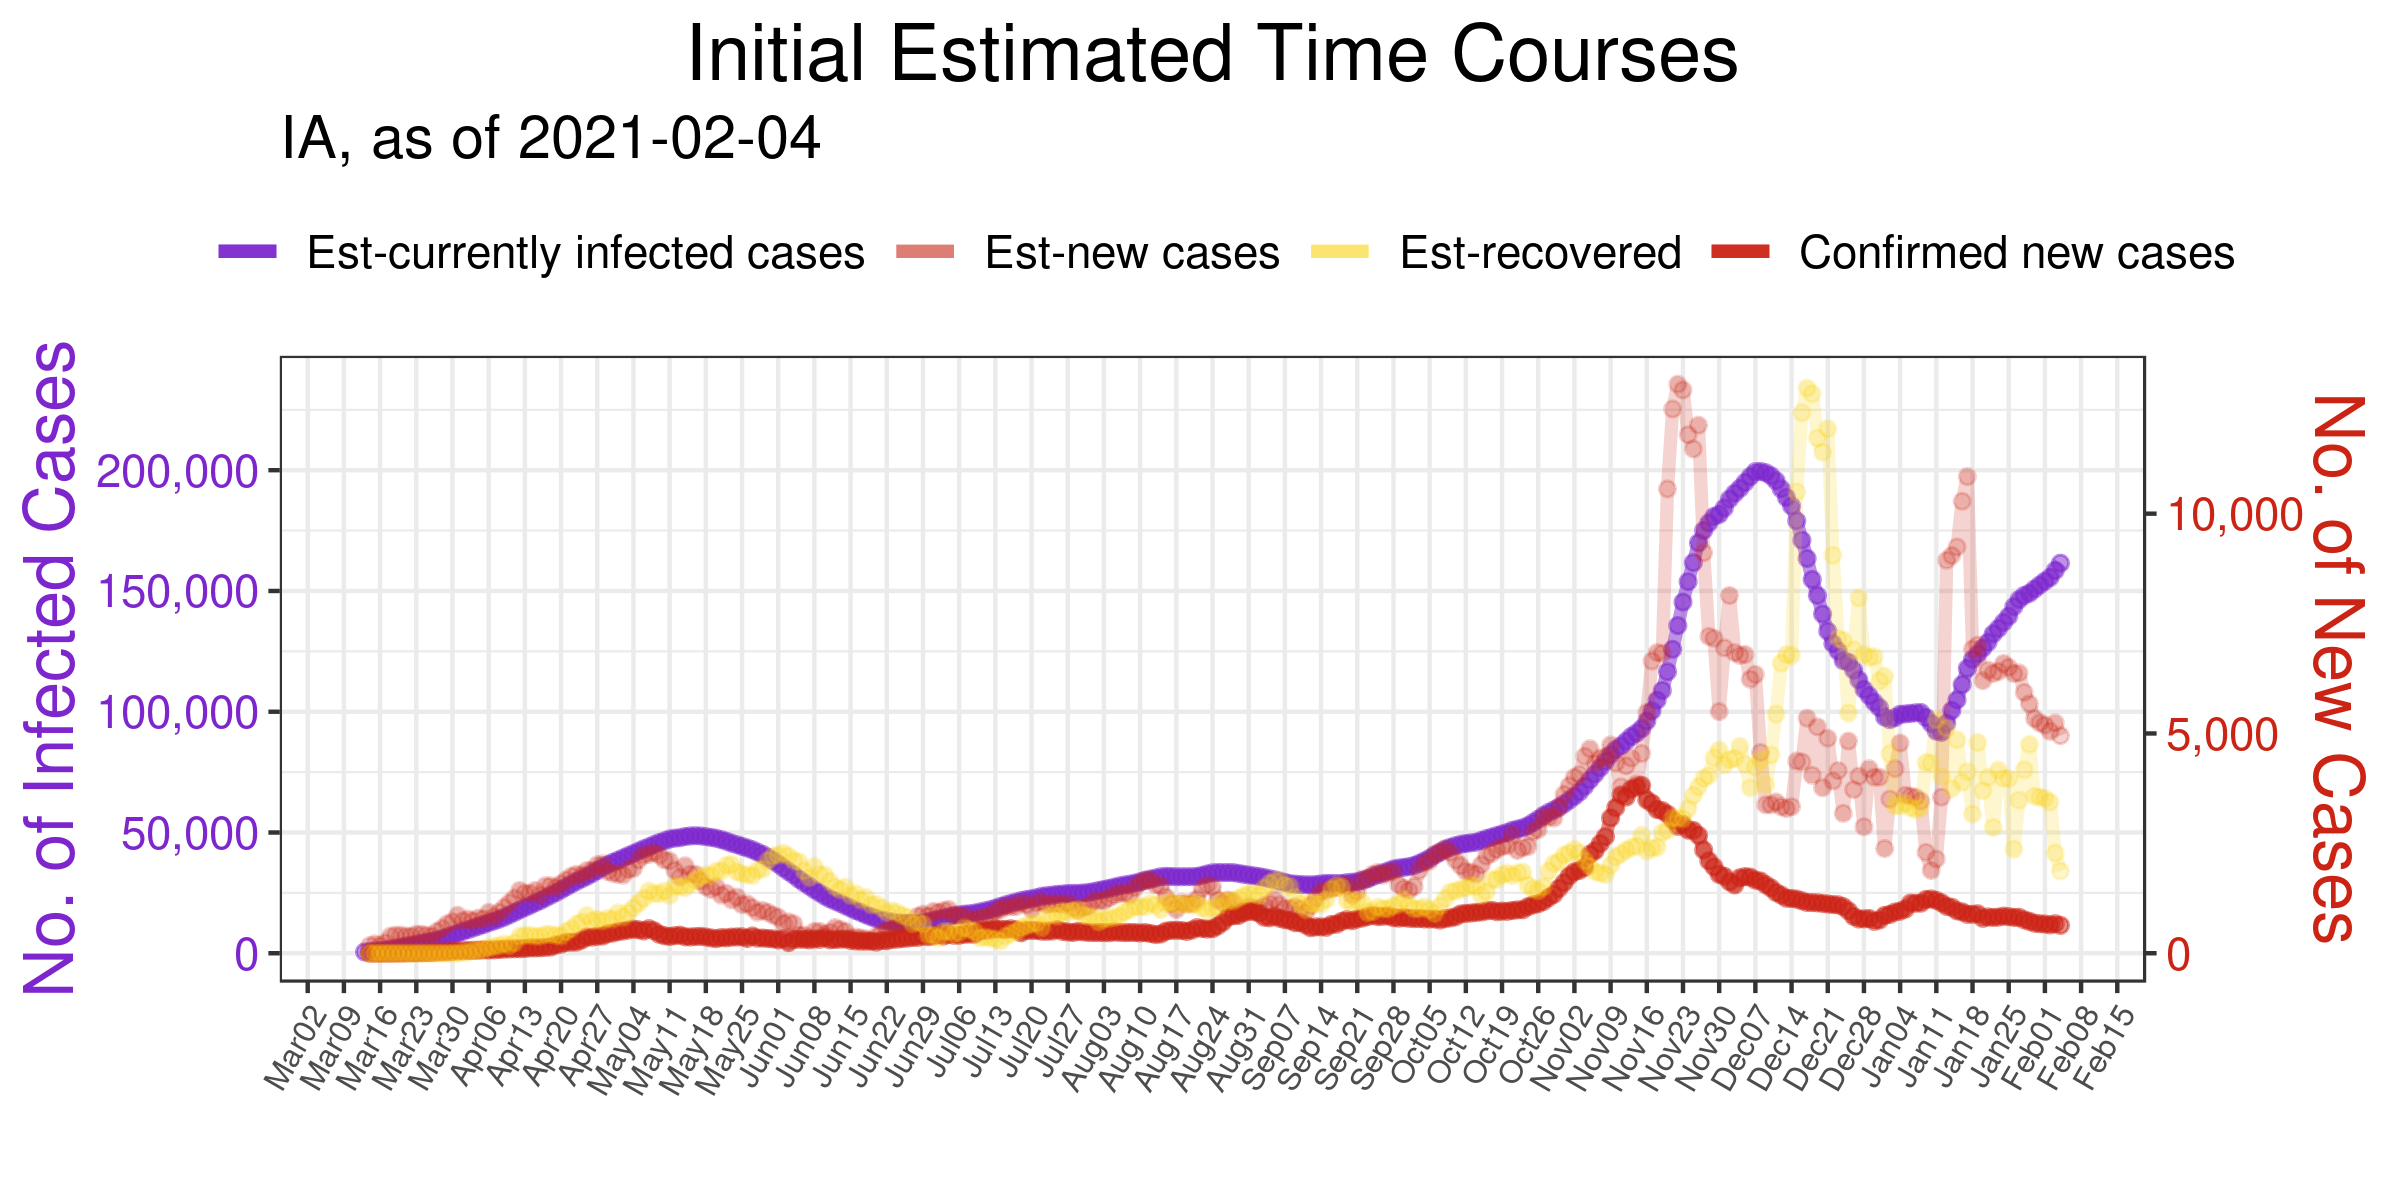 Initial Estimated Time Courses
IA, as of 2021-02-04
Est-currently infected cases
Est-new cases
Est-recovered
Confirmed new cases
No. of Infected Cases
200,000
150,000
100,000
50,000
0
10,000
5,000
0
No. of New Cases
Mar02
Mar09
Mar16
Mar23
Mar30
Apr06
Apr13
Apr20
Apr27
May04
May11
May18
May25
Jun01
Jun08
Jun15
Jun22
Jun29
Jul06
Jul13
Jul20
Jul27
Aug03
Aug10
Aug17
Aug24
Aug31
Sep07
Sep14
Sep21
Sep28
Oct05
Oct12
Oct19
Oct26
Nov02
Nov09
Nov16
Nov23
Nov30
Dec07
Dec14
Dec21
Dec28
Jan04
Jan11
Jan18
Jan25
Feb01
Feb08
Feb15